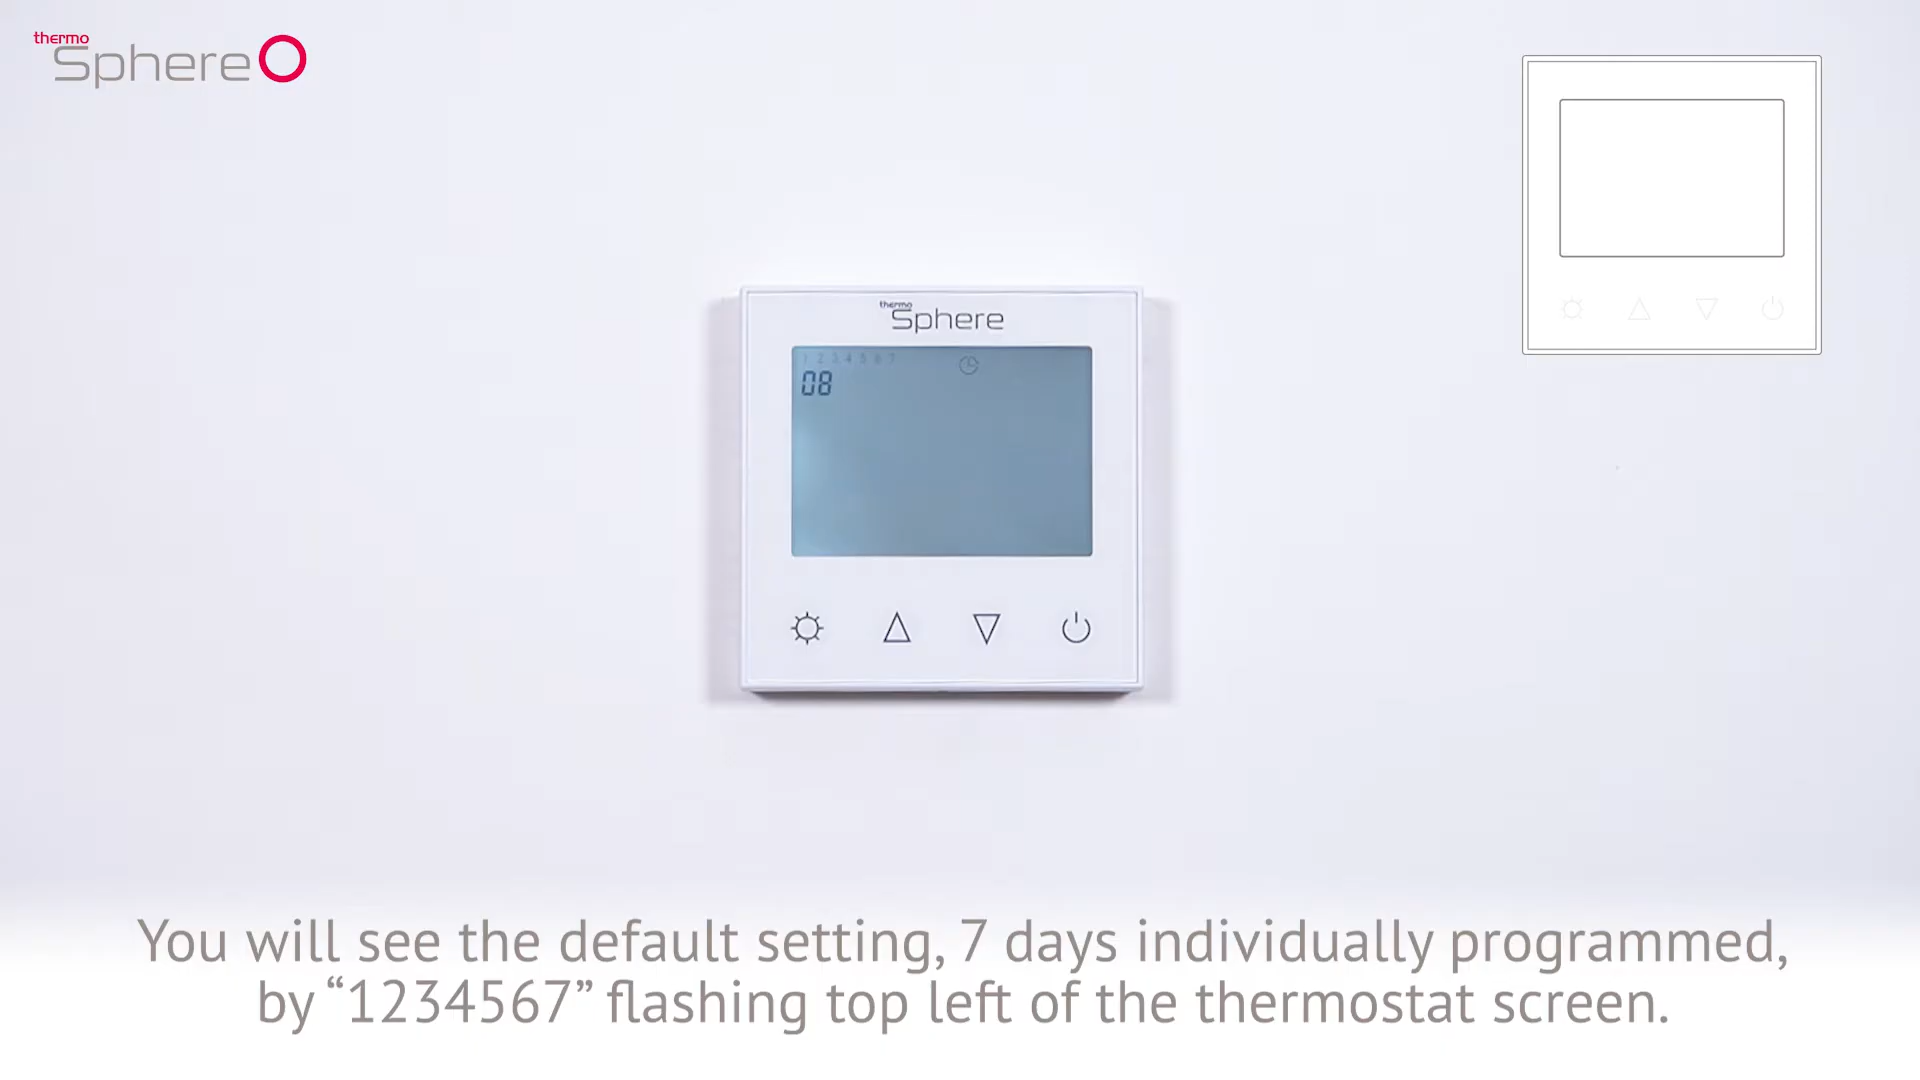 thermo
Sphere
thermo
Sphere
1 2 3 4 5 6 7
08
You will see the default setting, 7 days individually programmed,
by “1234567” flashing top left of the thermostat screen.